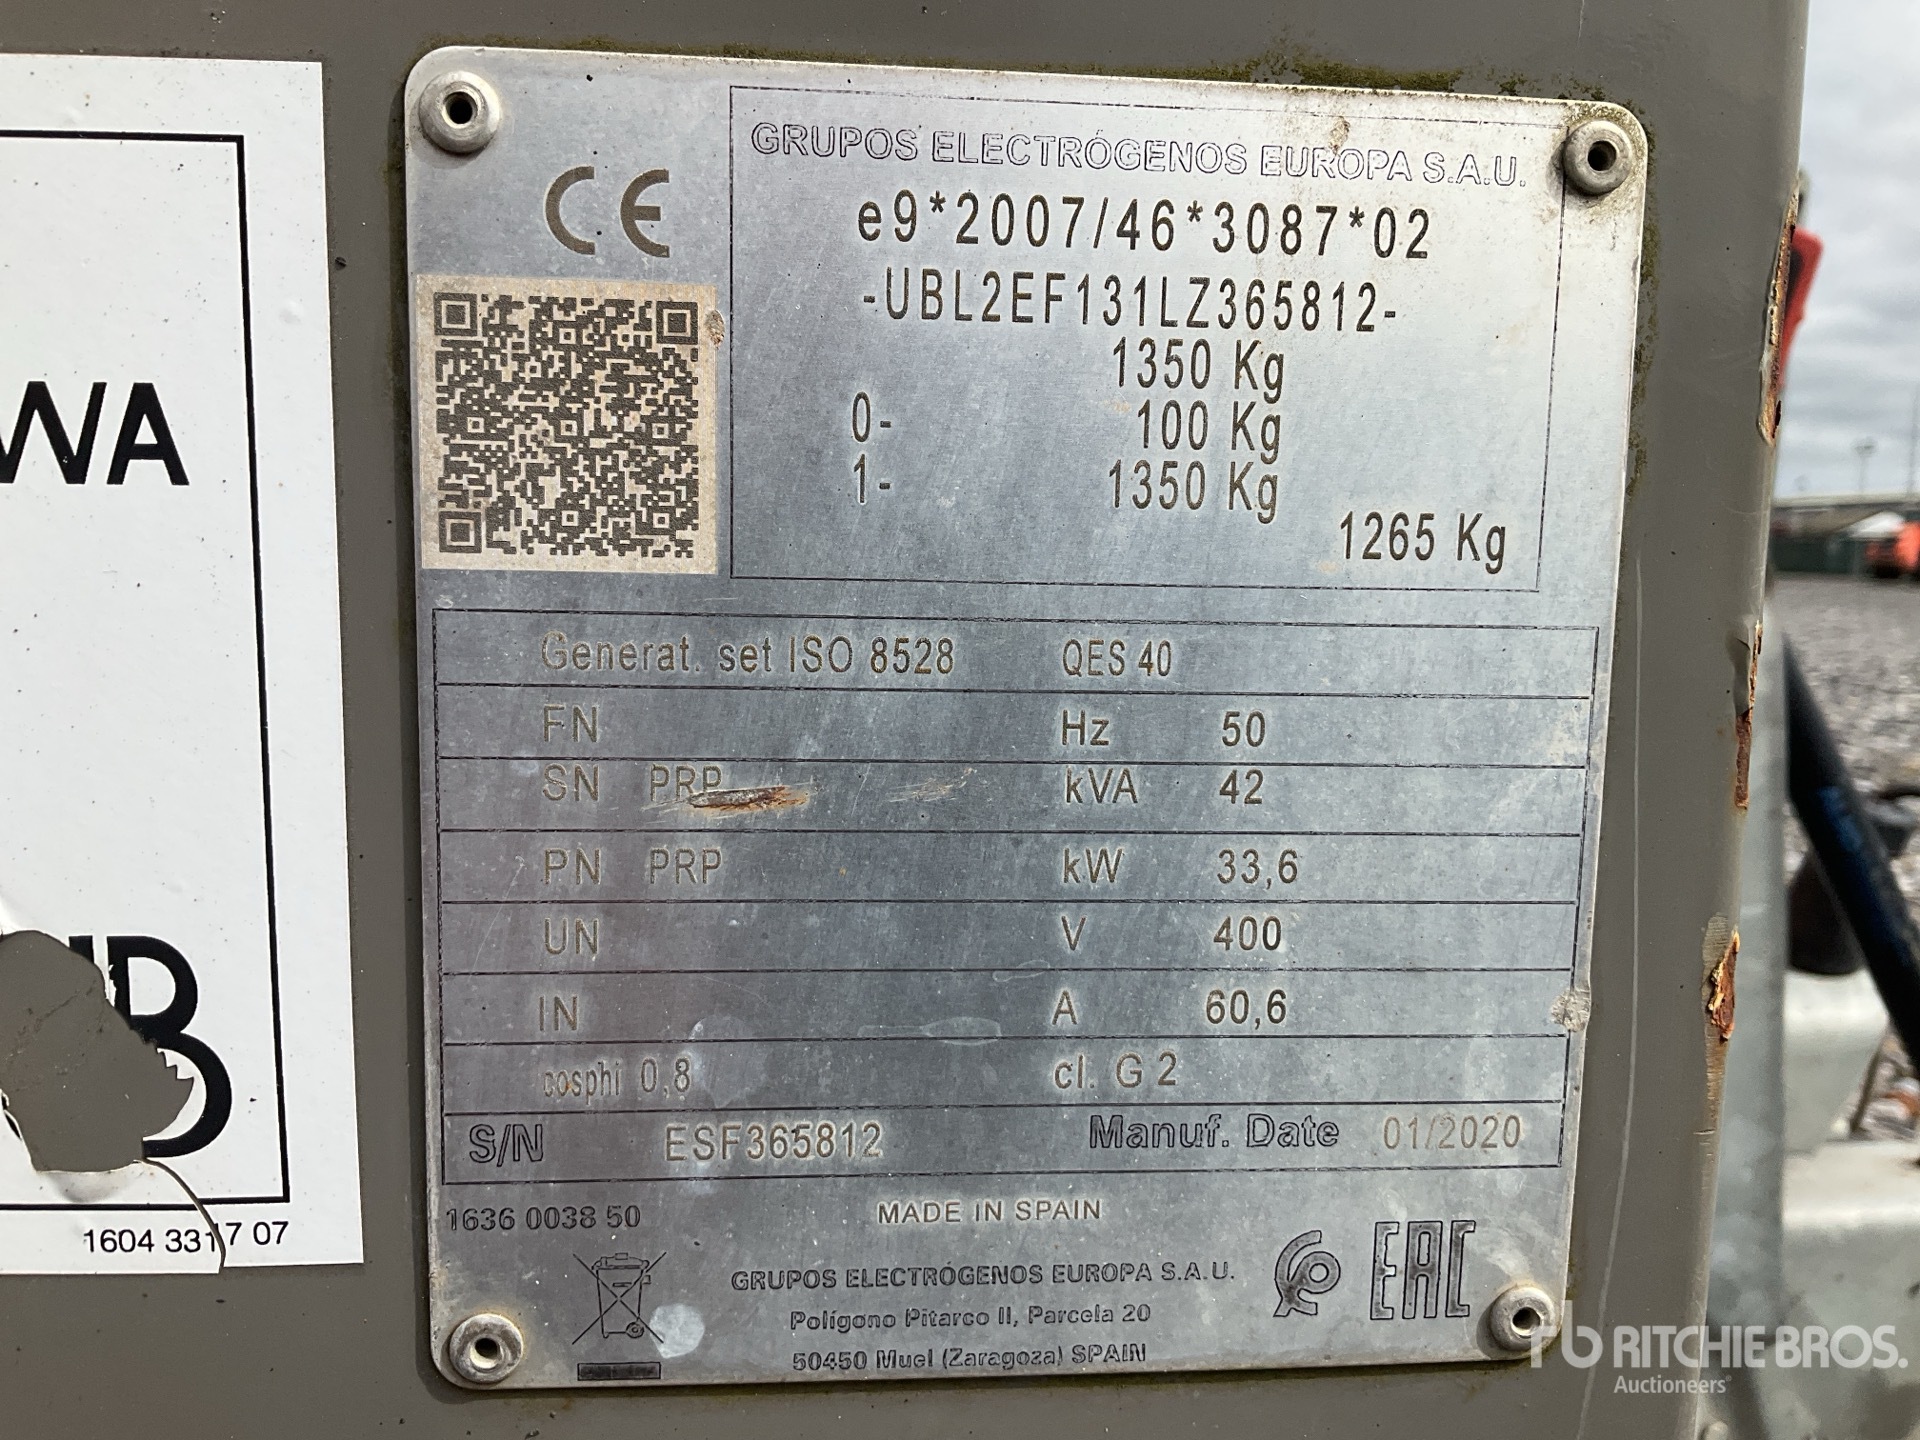 WA
B
1604 3317 07
CE
GRUPOS ELECTRÓGENOS EUROPA S.A.U.
e9*2007/46*3087*02
-UBL2EF131LZ365812-
1350 Kg
0- 100 Kg
1- 1350 Kg
1265 Kg
Generat. set ISO 8528 QES 40
FN Hz 50
SN PRP kVA 42
PN PRP kW 33,6
UN V 400
IN A 60,6
cosphi 0,8 cl. G 2
S/N ESF365812 Manuf. Date 01/2020
1636 0038 50 MADE IN SPAIN
GRUPOS ELECTRÓGENOS EUROPA S.A.U.
Polígono Pitarco II, Parcela 20
50450 Muel (Zaragoza) SPAIN
EAC
rb RITCHIE BROS.
Auctioneers